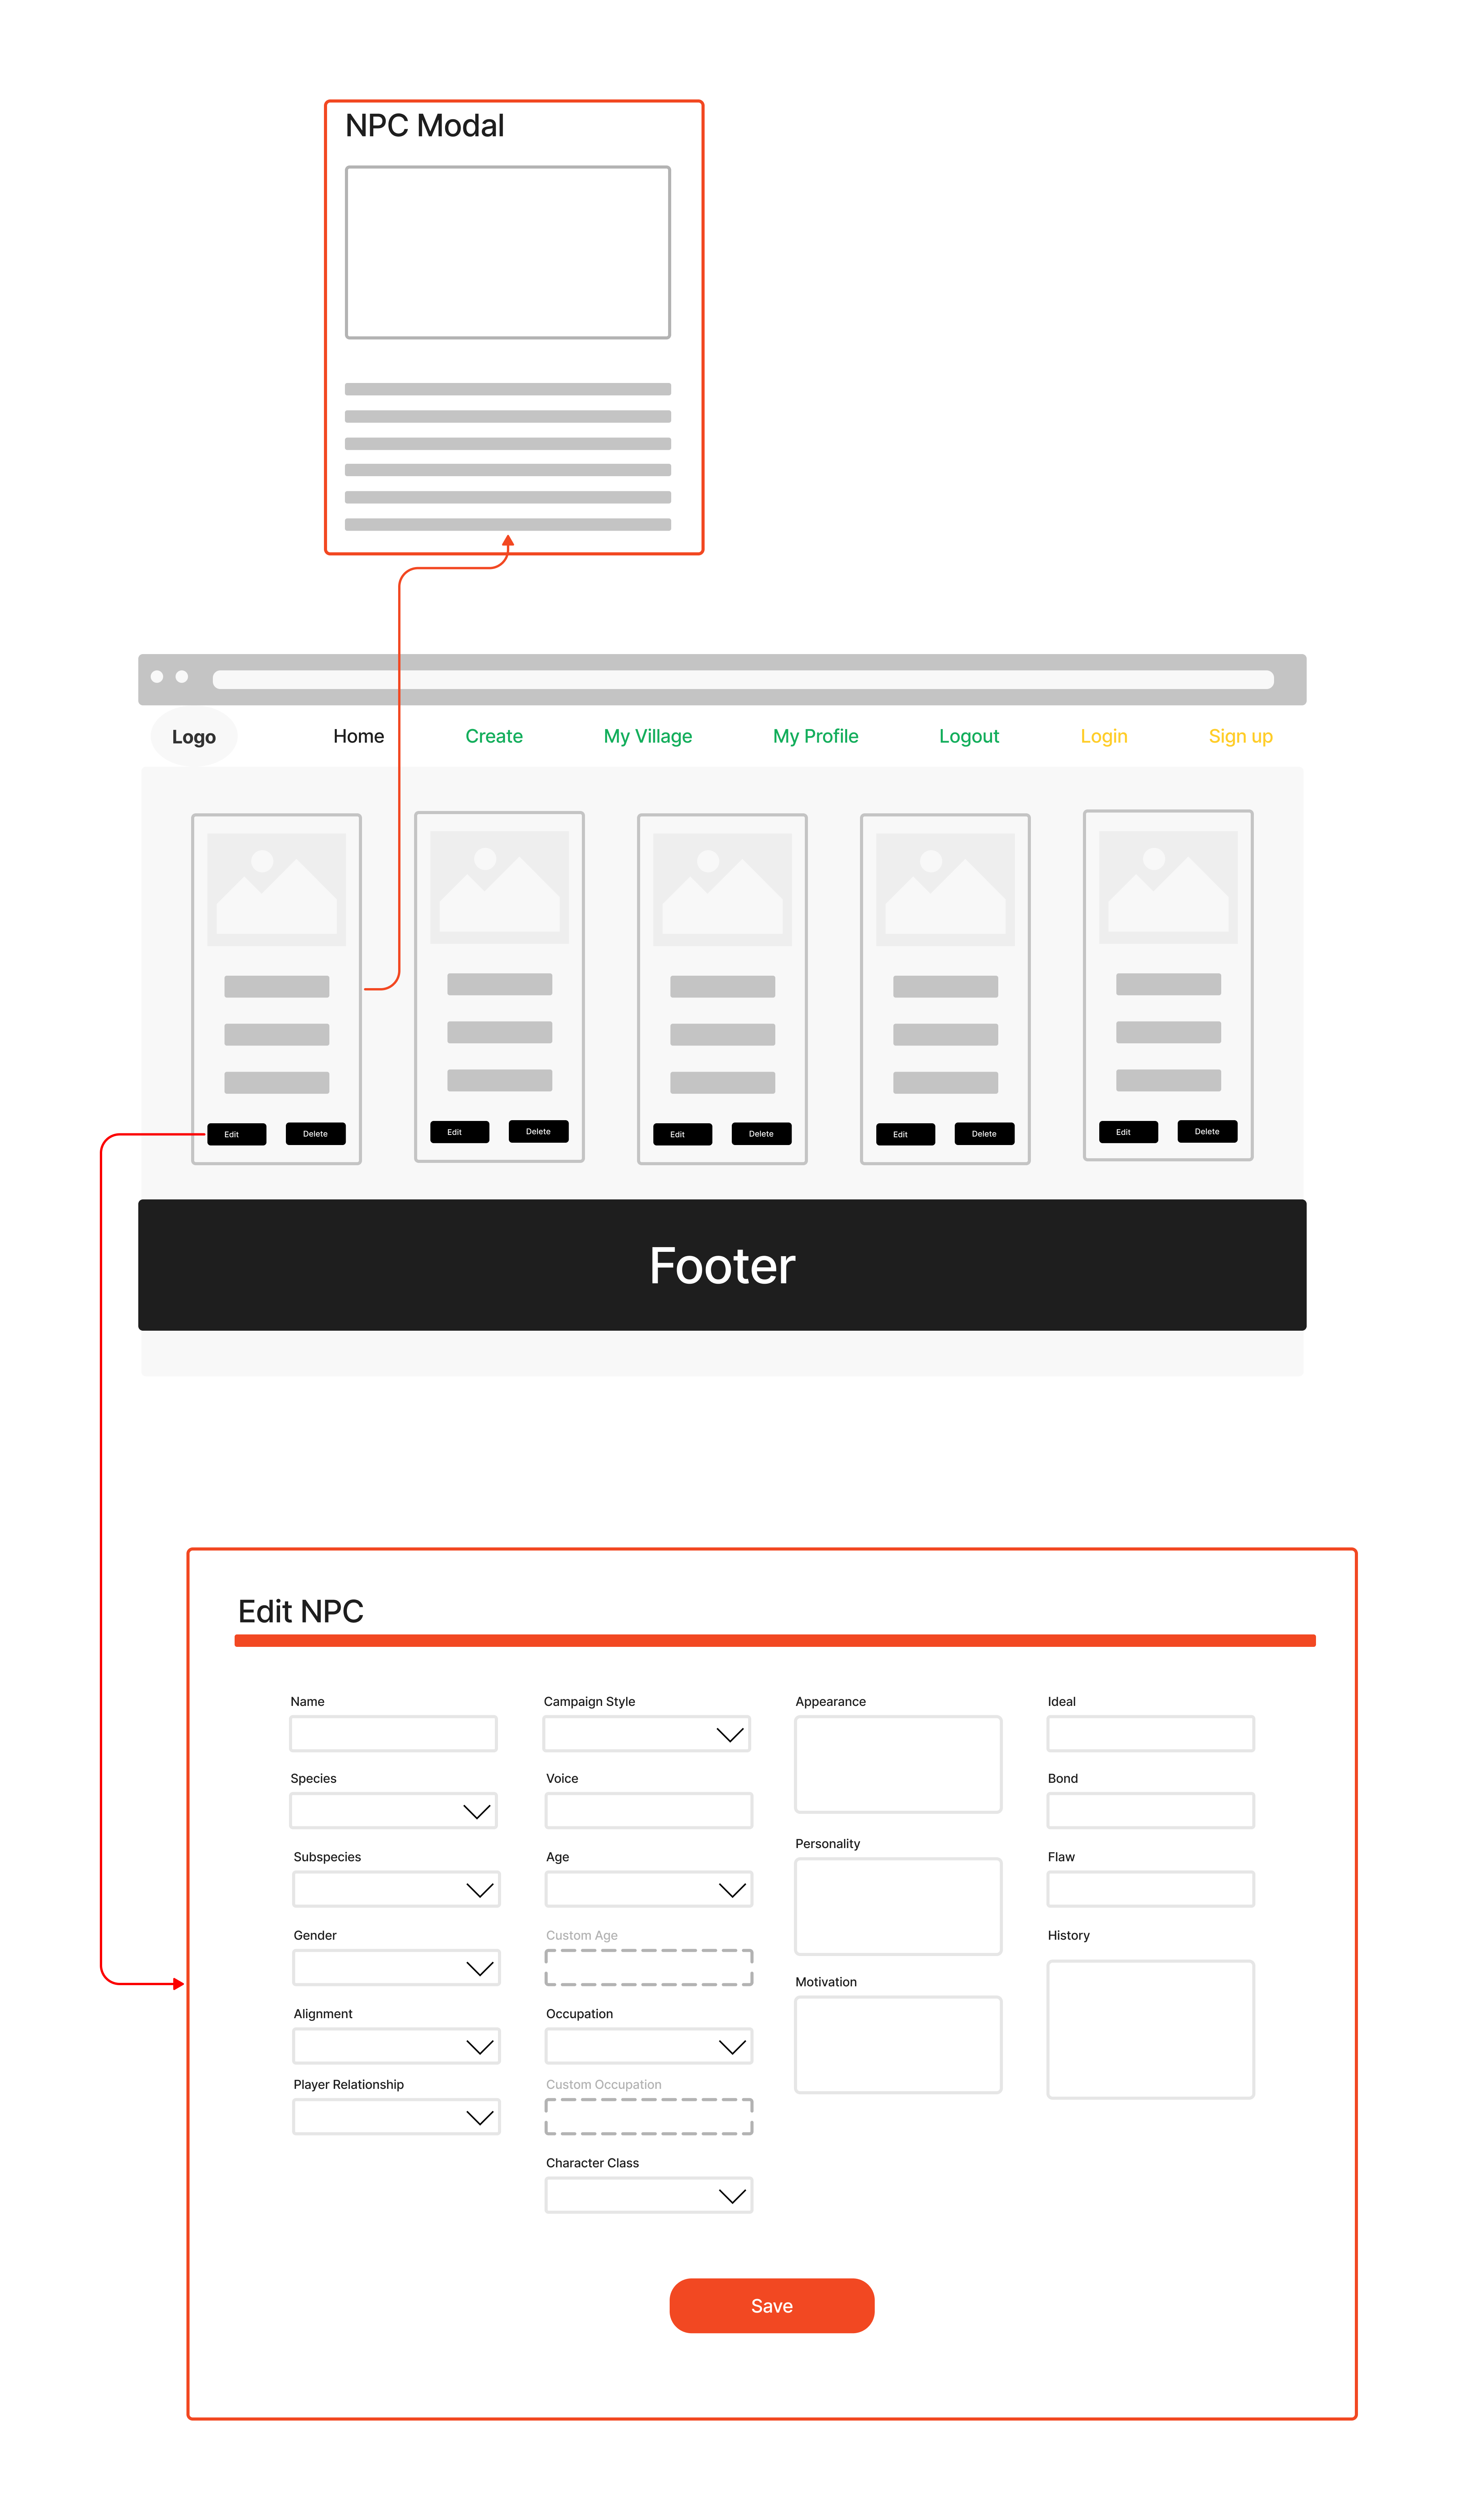 NPC Modal
Logo Home Create My Village My Profile Logout Login Sign up
Edit Delete Edit Delete Edit Delete Edit Delete Edit Delete
Footer
Edit NPC
Name Campaign Style Appearance Ideal
Species Voice Bond
Personality
Subspecies Age Flaw
Gender Custom Age History
Motivation
Alignment Occupation
Player Relationship Custom Occupation
Character Class
Save